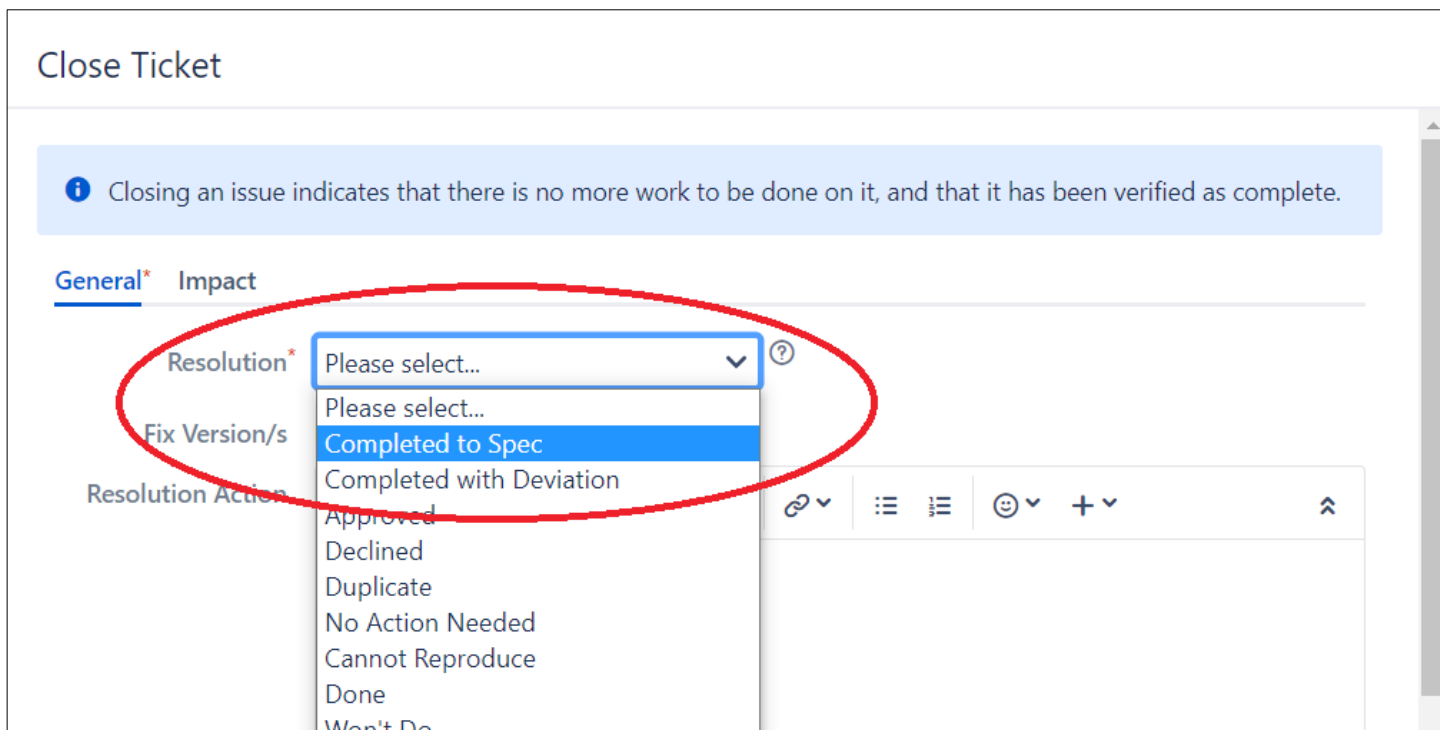 Close Ticket
Closing an issue indicates that there is no more work to be done on it, and that it has been verified as complete.
General* Impact
Resolution* Please select...
Please select...
Fix Version/s
Completed to Spec
Completed with Deviation
Resolution Action
Approved
Declined
Duplicate
No Action Needed
Cannot Reproduce
Done
Won't Do